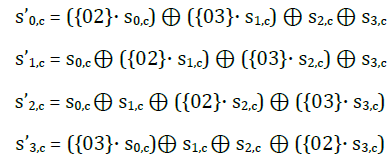 s′0,c = ({02}· s0,c) ⨁ ({03}· s1,c) ⨁ s2,c ⨁ s3,c
s′1,c = s0,c ⨁ ({02}· s1,c) ⨁ ({03}· s2,c) ⨁ s3,c
s′2,c = s0,c ⨁ s1,c ⨁ ({02}· s2,c) ⨁ ({03}· s3,c)
s′3,c = ({03}· s0,c) ⨁ s1,c ⨁ s2,c ⨁ ({02}· s3,c)